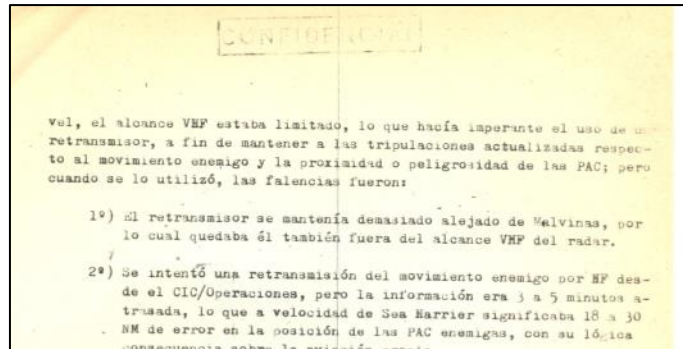 CONFIDENCIAL
vel, el alcance VHF estaba limitado, lo que hacía imperante el uso de un
retransmisor, a fin de mantener a las tripulaciones actualizadas respec-
to al movimiento enemigo y la proximidad o peligrosidad de las PAC; pero
cuando se lo utilizó, las falencias fueron:
1º) El retransmisor se mantenía demasiado alejado de Malvinas, por
lo cual quedaba él también fuera del alcance VHF del radar.
2º) Se intentó una retransmisión del movimiento enemigo por HF des-
de el CIC/Operaciones, pero la información era 3 a 5 minutos a-
trasada, lo que a velocidad de Sea Harrier significaba 18 a 30
NM de error en la posición de las PAC enemigas, con su lógica
consecuencia sobre la